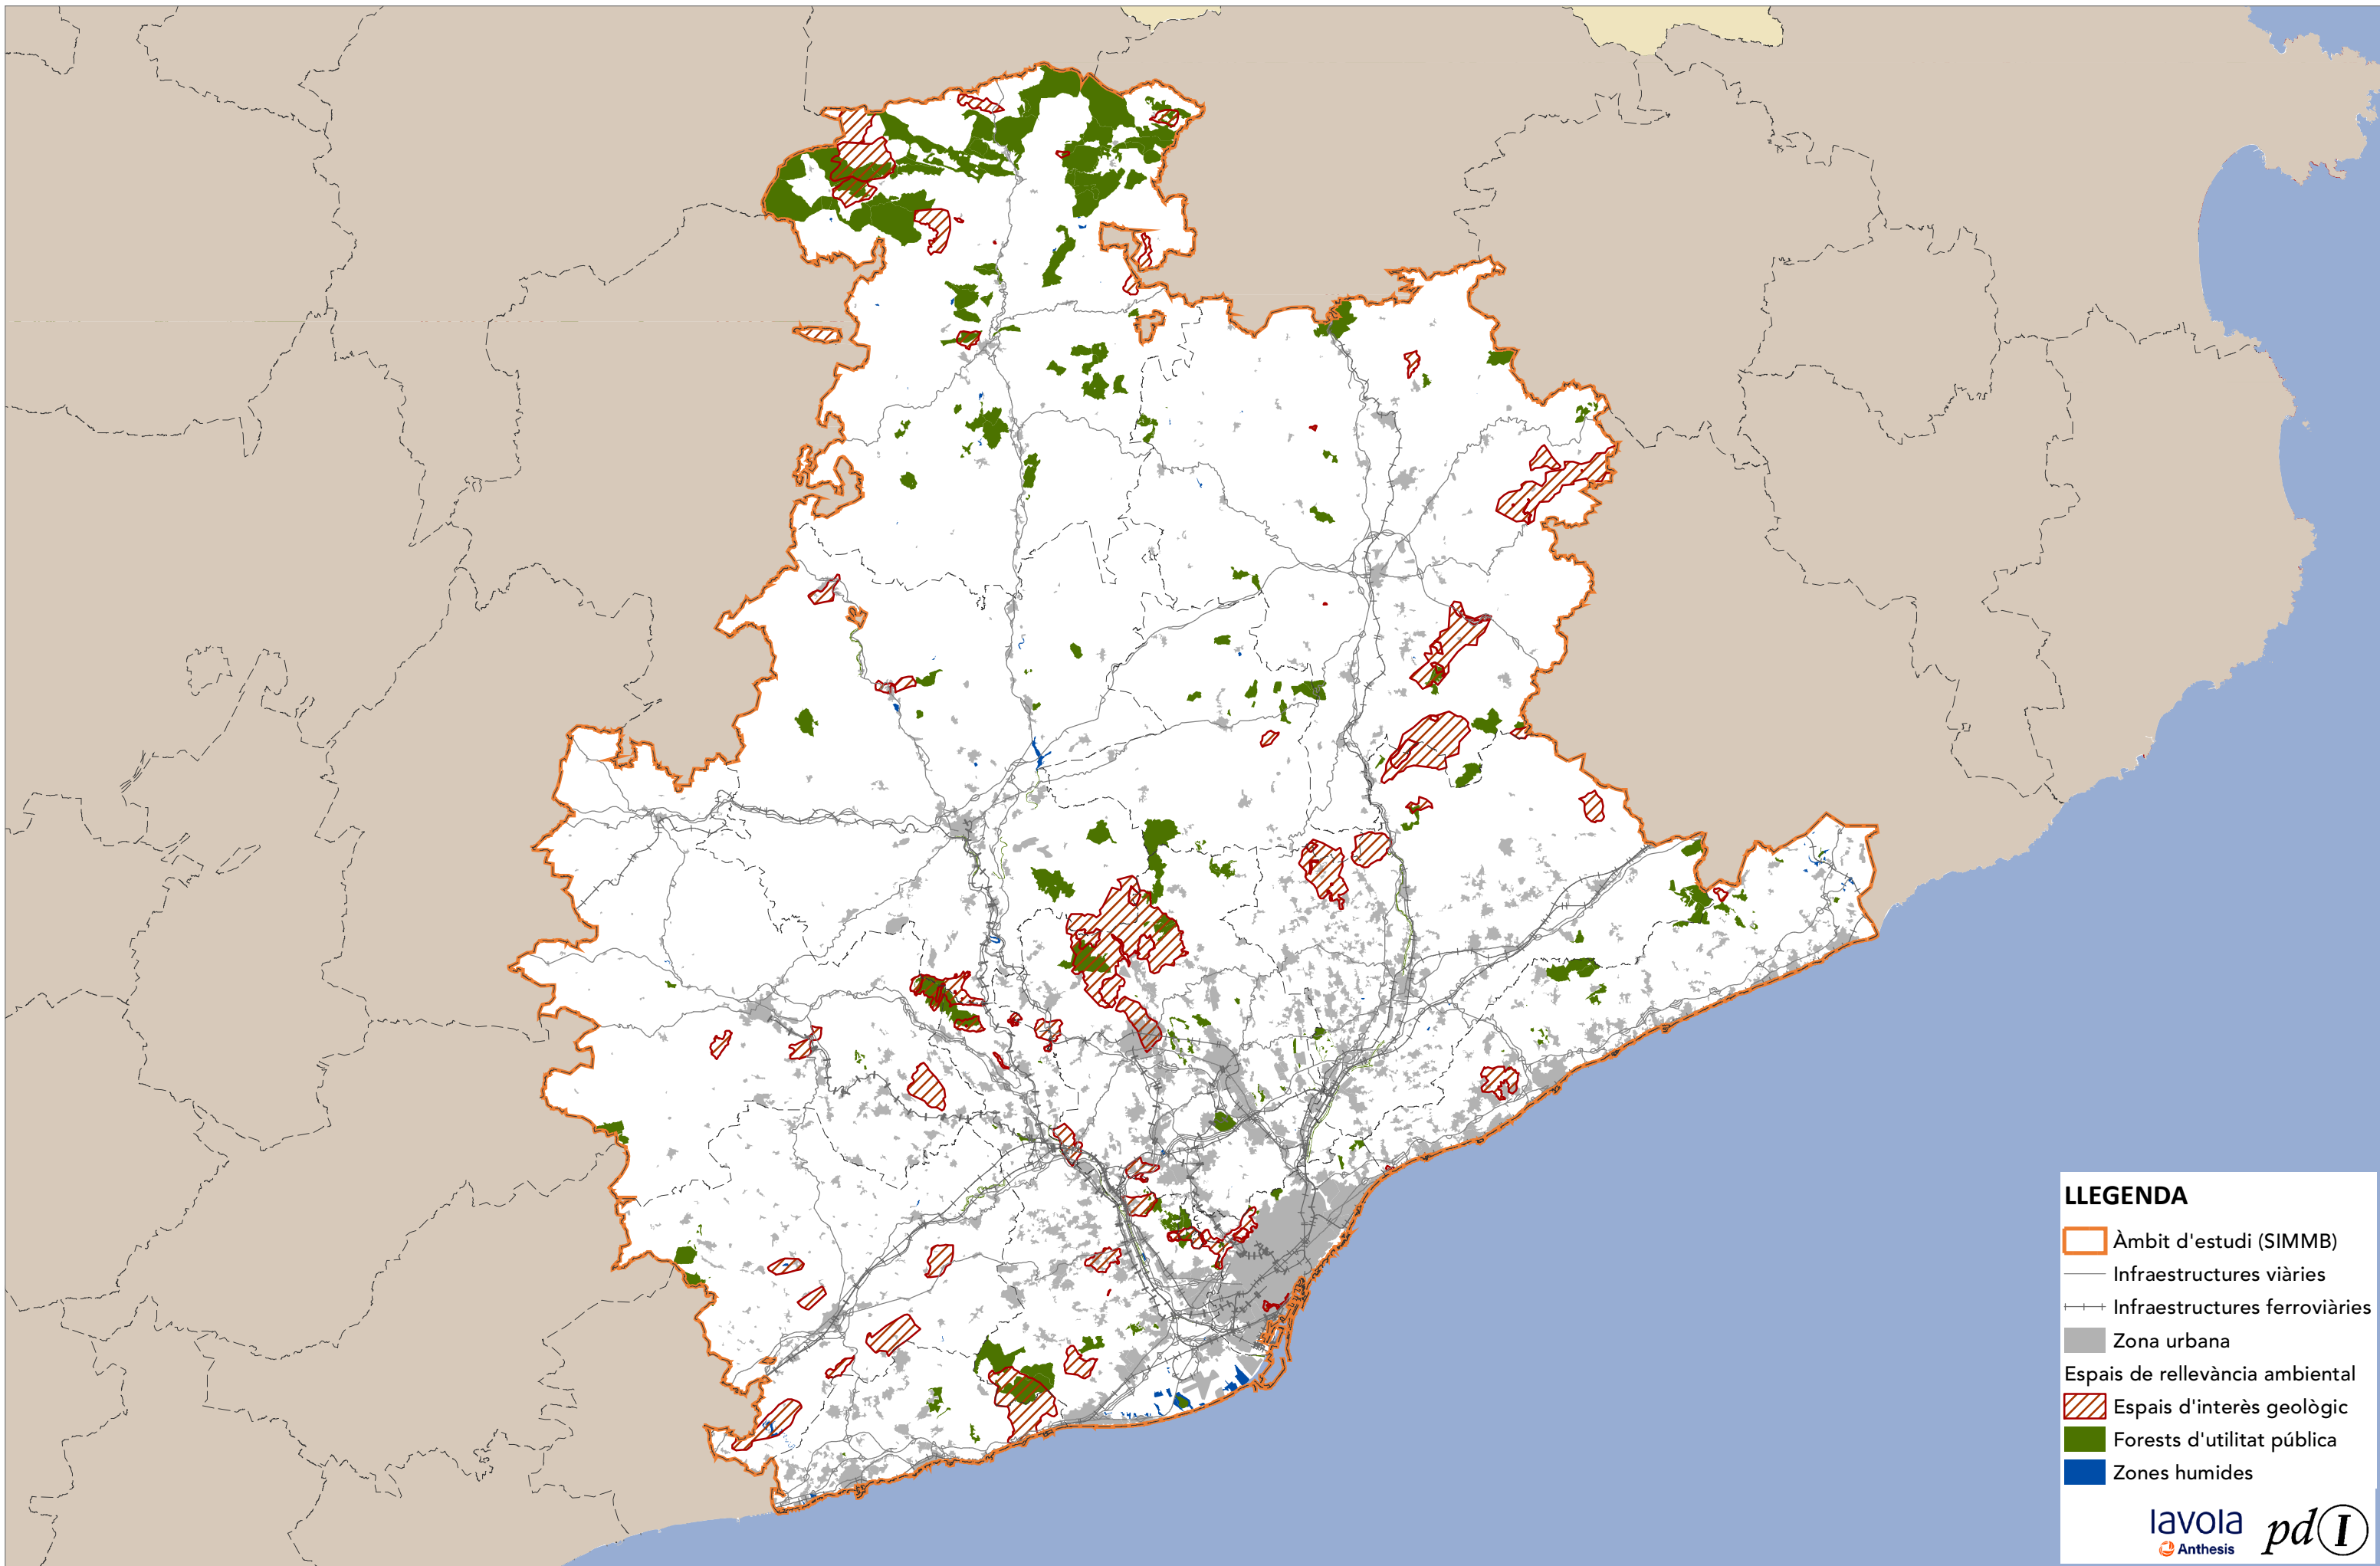 LLEGENDA
Àmbit d'estudi (SIMMB)
Infraestructures viàries
Infraestructures ferroviàries
Zona urbana
Espais de rellevància ambiental
Espais d'interès geològic
Forests d'utilitat pública
Zones humides
lavola
Anthesis
pdI